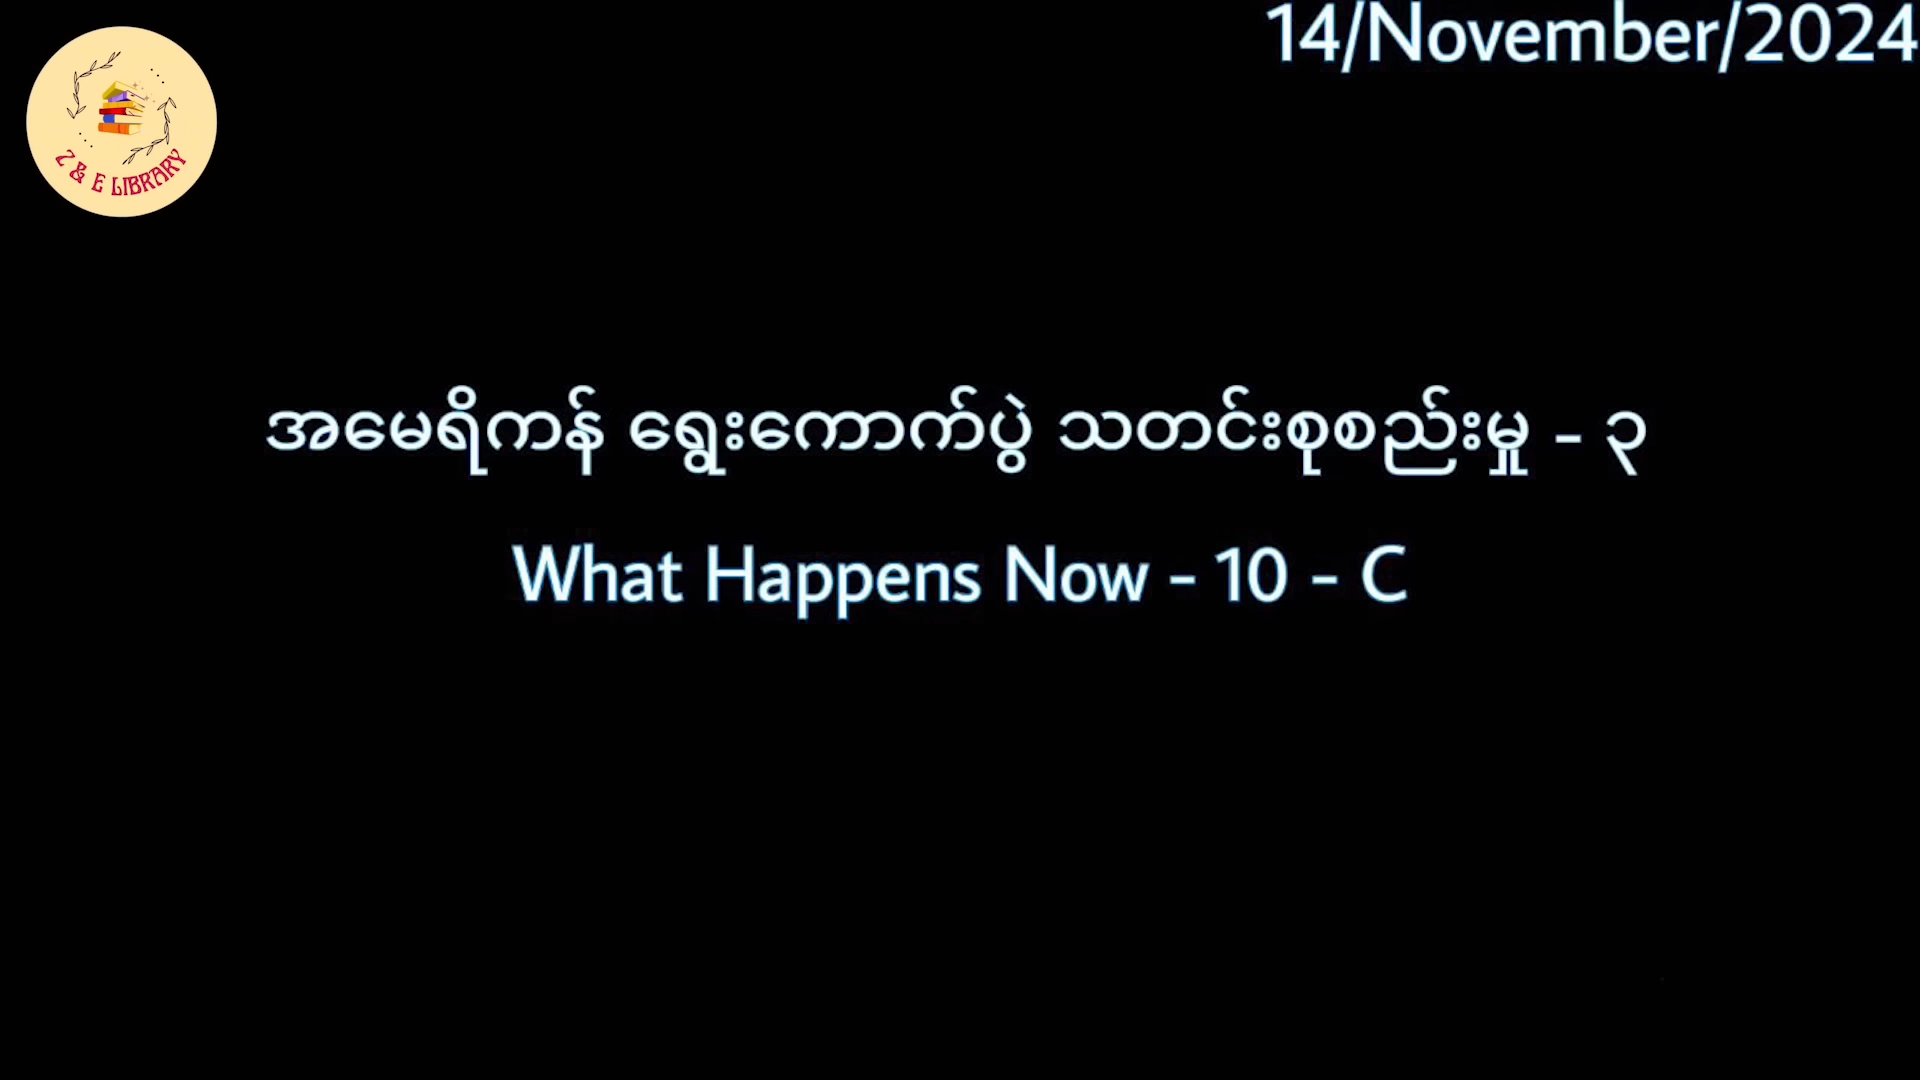 14/November/2024
Z & E LIBRARY
အမေရိကန် ရွေးကောက်ပွဲ သတင်းစုစည်းမှု - ၃
What Happens Now - 10 - C